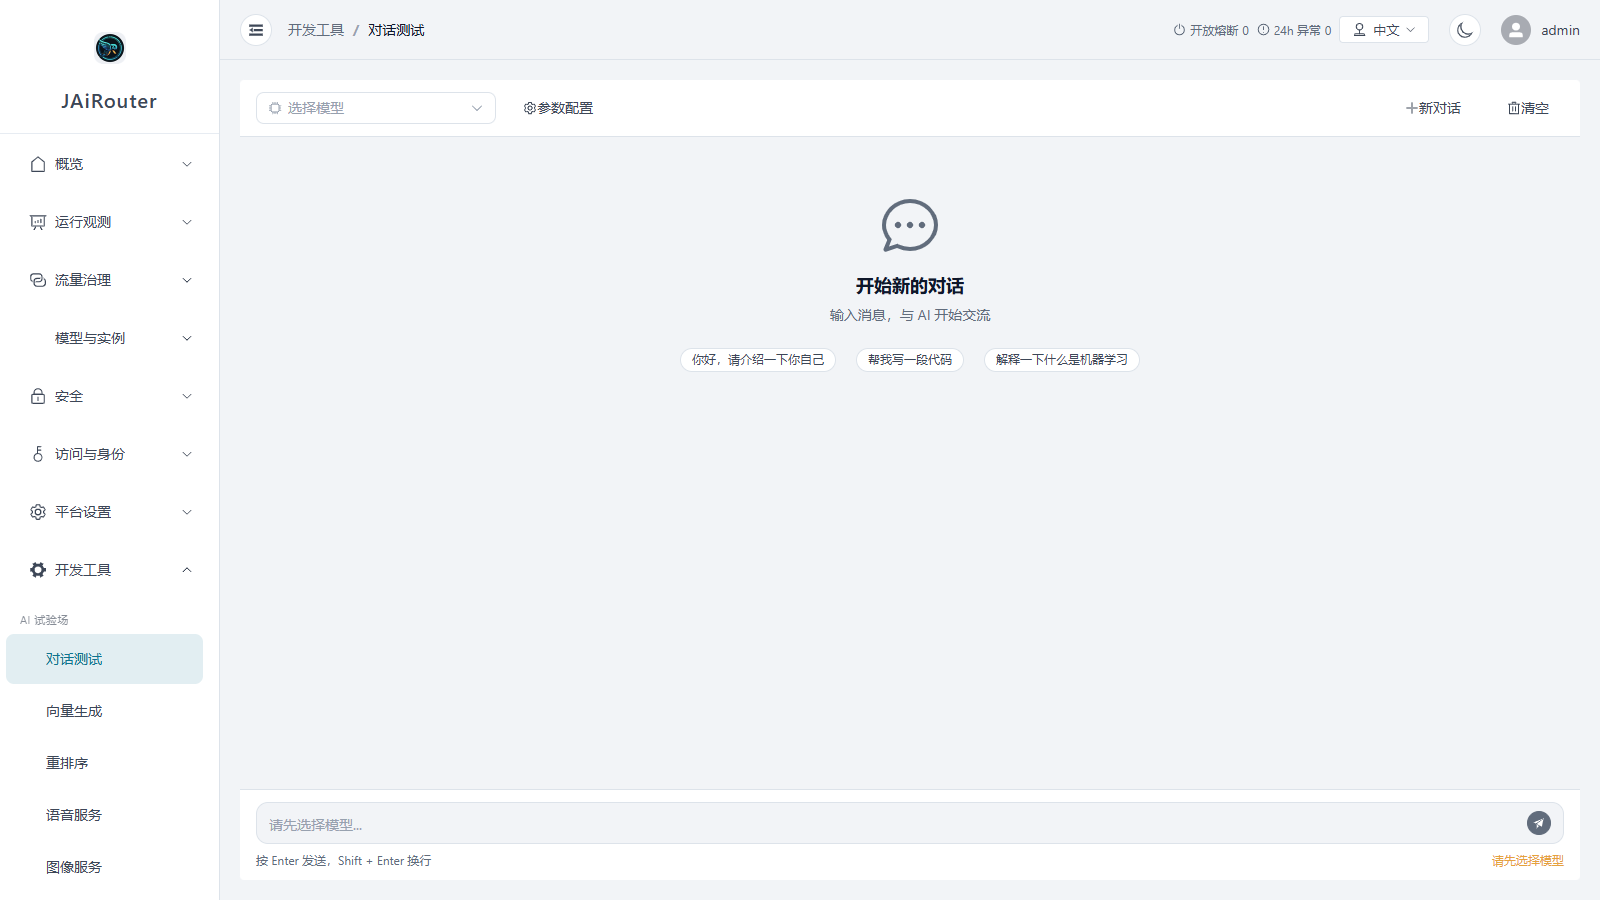 JAiRouter
概览
运行观测
流量治理
模型与实例
安全
访问与身份
平台设置
开发工具
AI 试验场
对话测试
向量生成
重排序
语音服务
图像服务
开发工具 / 对话测试
开放熔断 0
24h 异常 0
中文
admin
选择模型
参数配置
新对话
清空
开始新的对话
输入消息，与 AI 开始交流
你好，请介绍一下你自己
帮我写一段代码
解释一下什么是机器学习
请先选择模型...
按 Enter 发送，Shift + Enter 换行
请先选择模型